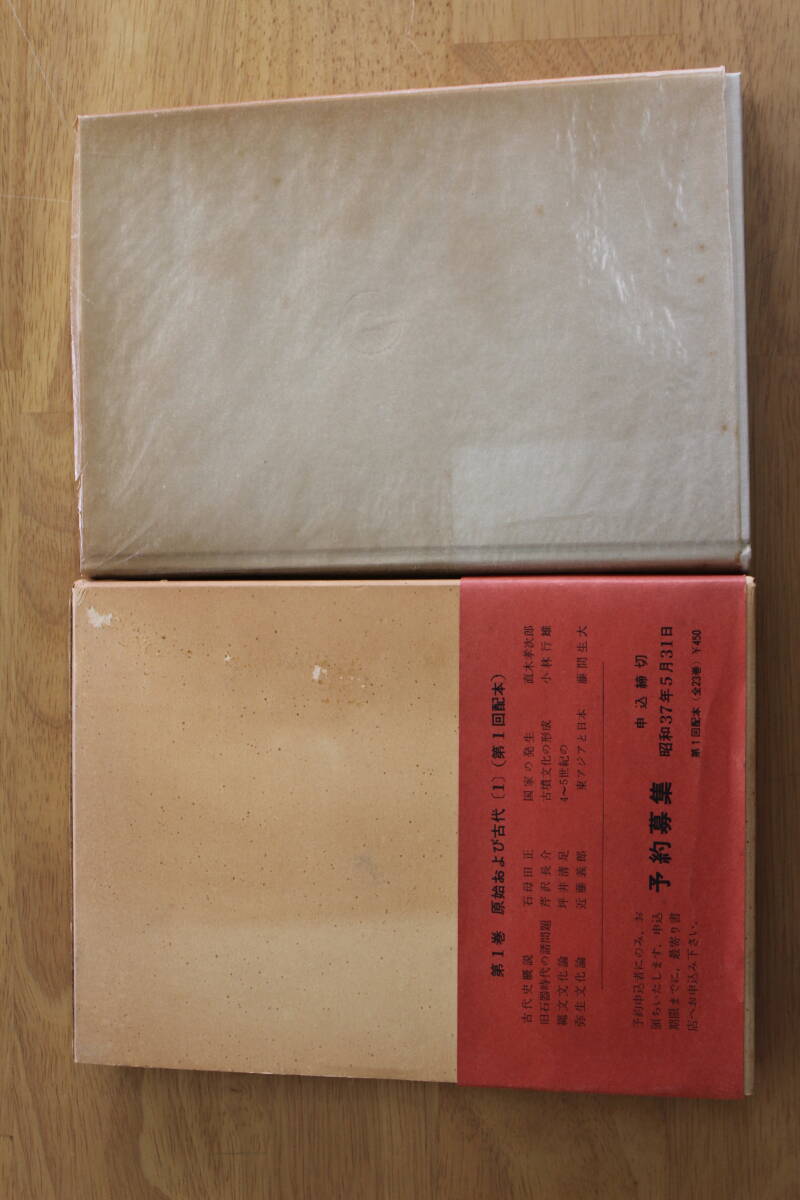 第1巻 原始および古代〔1〕(第1回配本)
古代史概説 石母田正 国家の発生 直木孝次郎
旧石器時代の諸問題 芹沢長介 古墳文化の形成 小林行雄
縄文文化論 坪井清足 4〜5世紀の
弥生文化論 近藤義郎 東アジアと日本 藤間生大
予約申込者にのみ、お
頒ちいたします。申込
期限までに、最寄り書
店へお申込み下さい。
予約募集
申込締切
昭和37年5月31日
第1回配本(全23巻)¥450